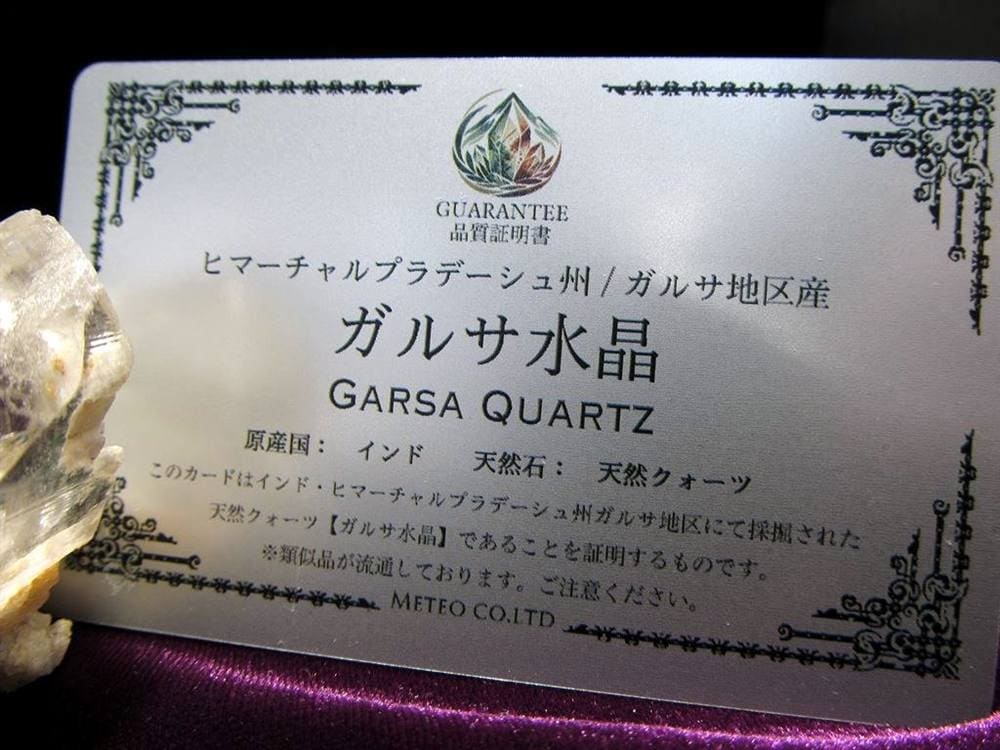 GUARANTEE
品質証明書
ヒマーチャルプラデーシュ州 / ガルサ地区産
ガルサ水晶
GARSA QUARTZ
原産国： インド 天然石： 天然クォーツ
このカードはインド・ヒマーチャルプラデーシュ州ガルサ地区にて採掘された
天然クォーツ【ガルサ水晶】であることを証明するものです。
※類似品が流通しております。ご注意ください。
METEO CO.LTD